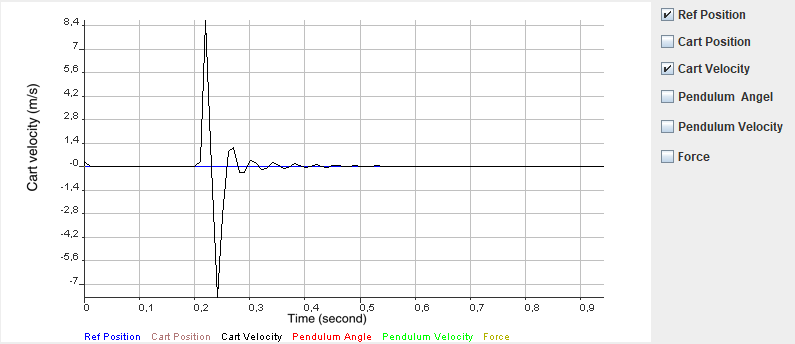 8,4
7
5,6
4,2
2,8
1,4
-0
-1,4
-2,8
-4,2
-5,6
-7
Cart velocity (m/s)
0 0,1 0,2 0,3 0,4 0,5 0,6 0,7 0,8 0,9
Time (second)
Ref Position Cart Position Cart Velocity Pendulum Angle Pendulum Velocity Force
Ref Position
Cart Position
Cart Velocity
Pendulum Angel
Pendulum Velocity
Force